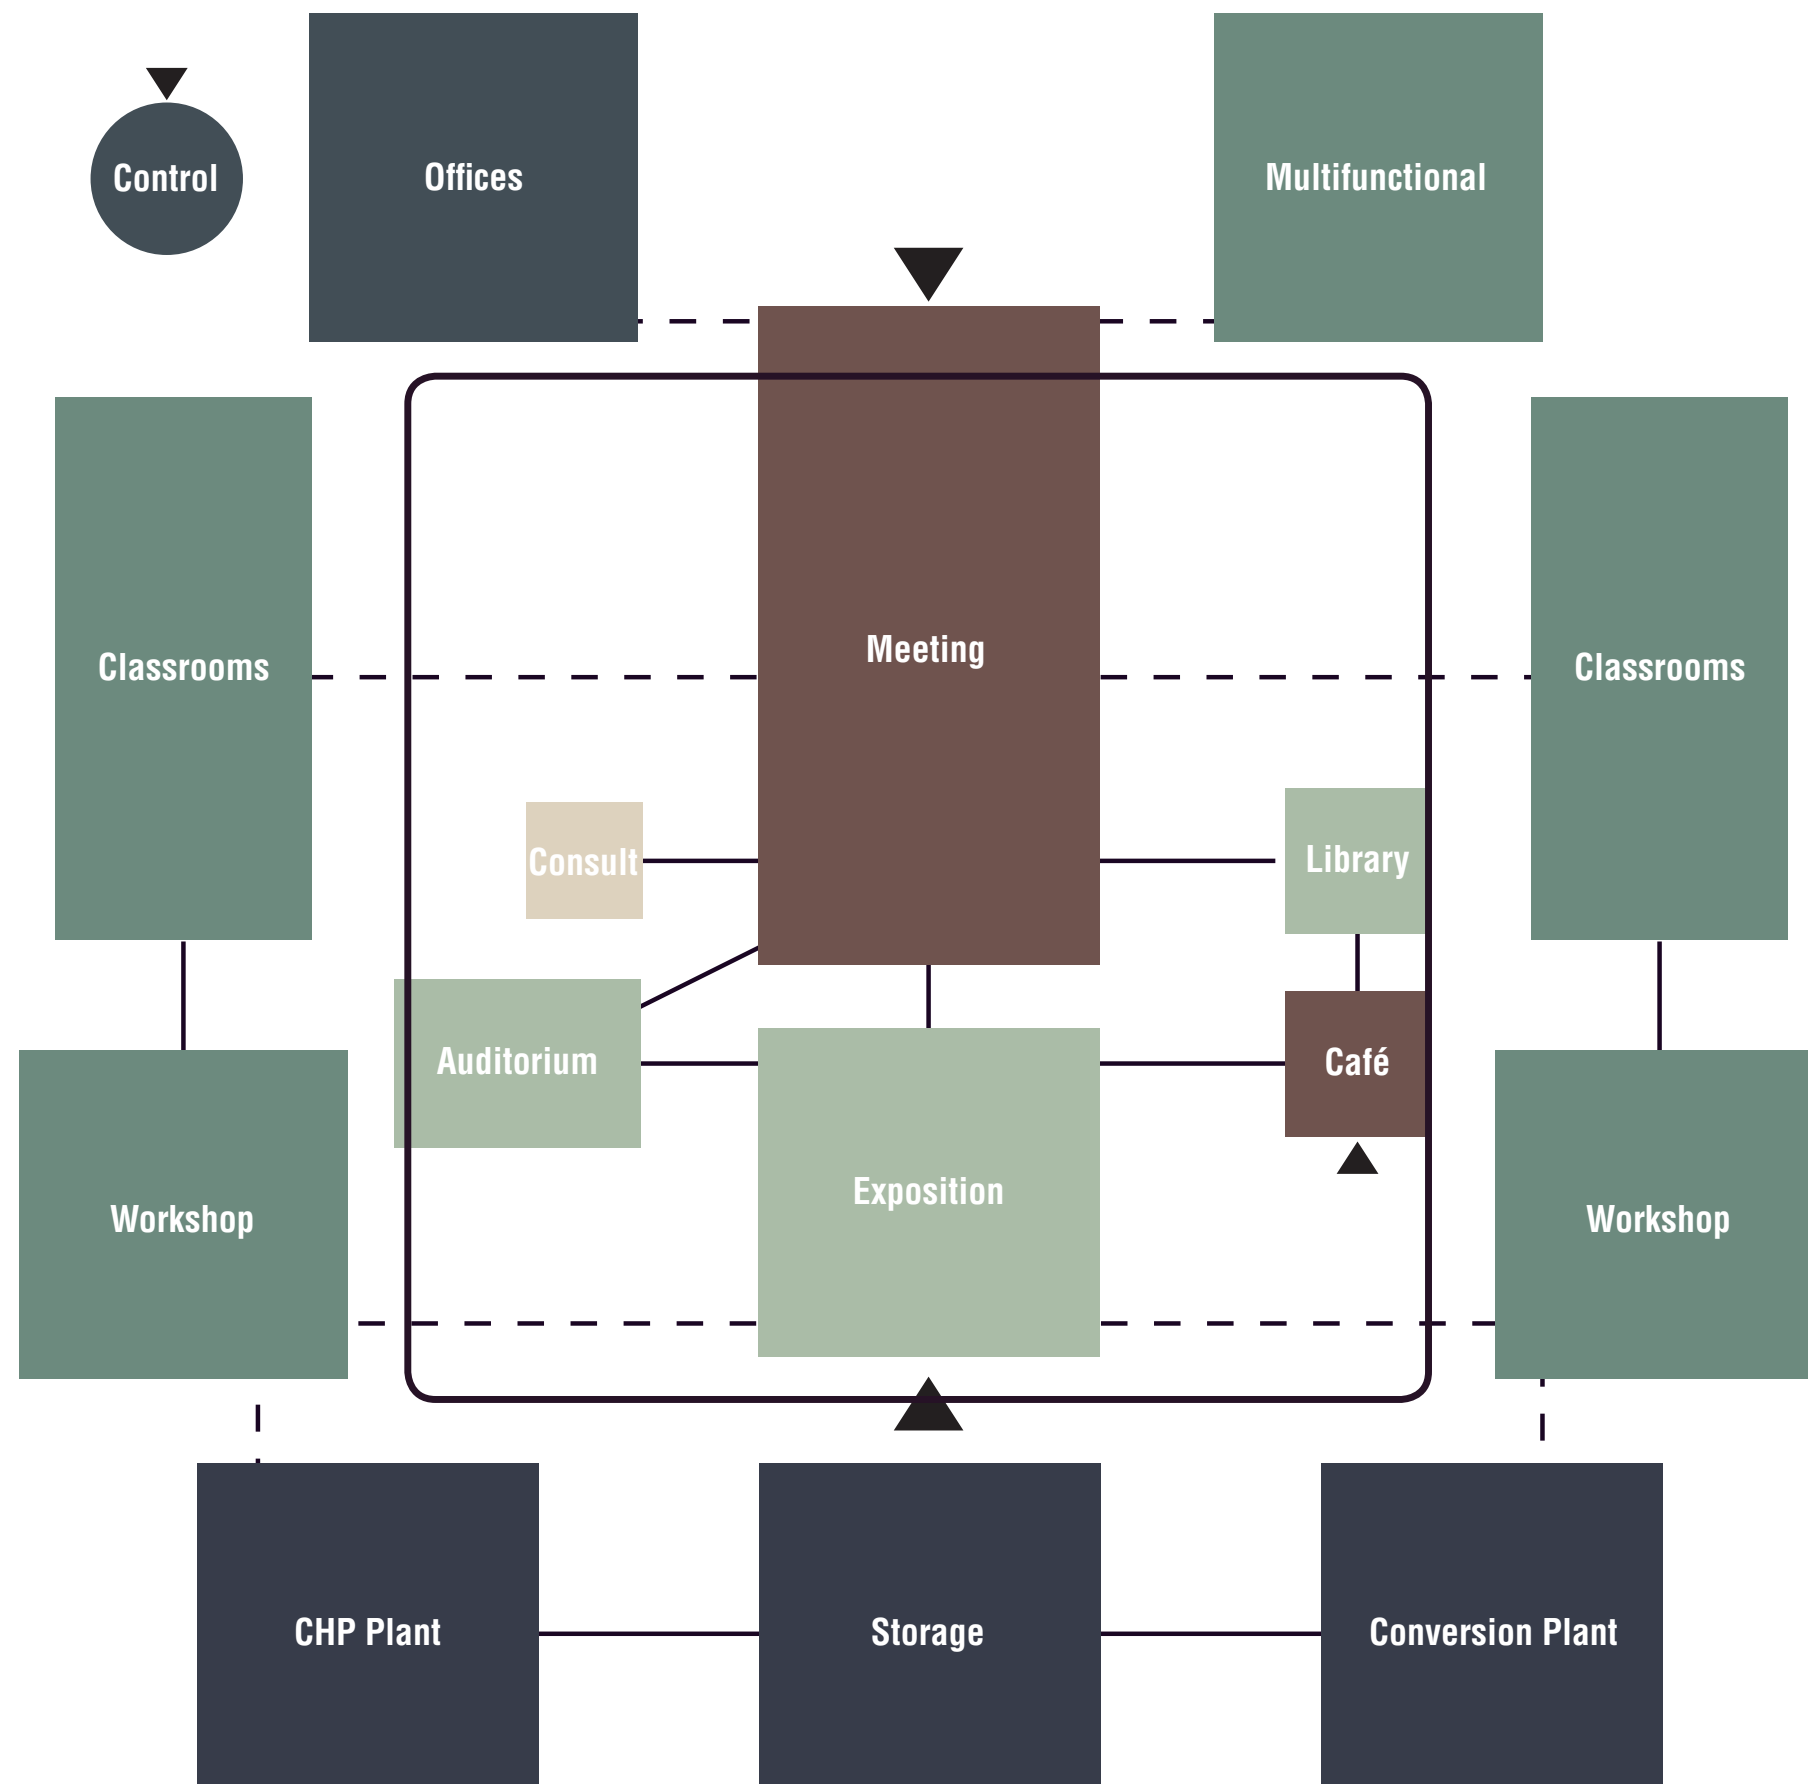 Control
Offices
Multifunctional
Meeting
Classrooms
Classrooms
Consult
Library
Auditorium
Café
Exposition
Workshop
Workshop
CHP Plant
Storage
Conversion Plant